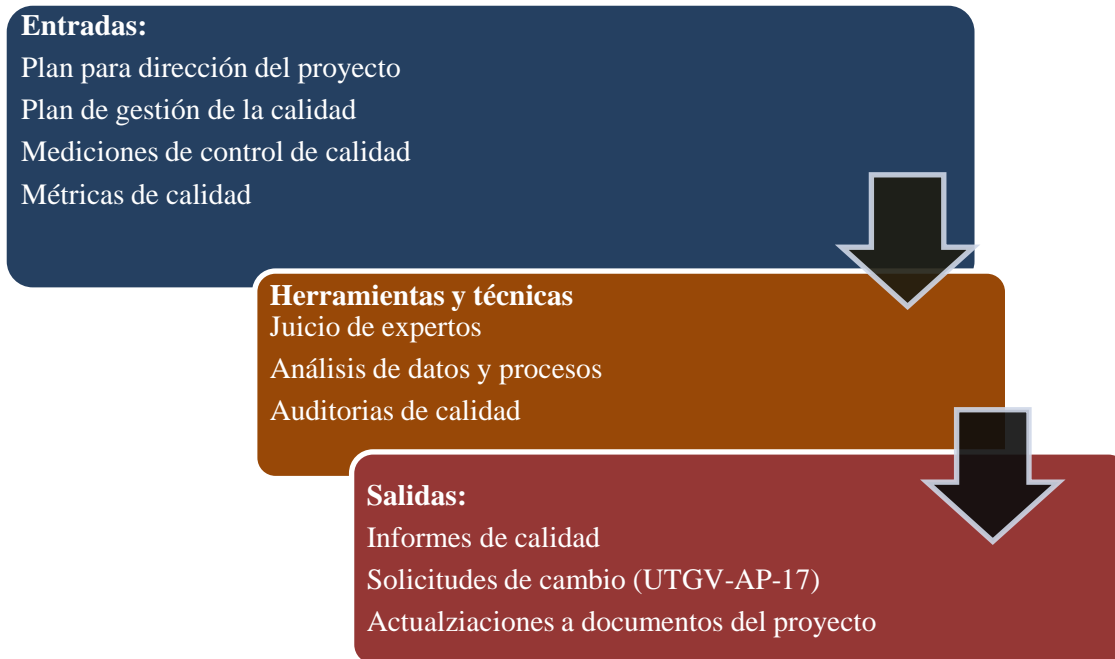 Entradas:
Plan para dirección del proyecto
Plan de gestión de la calidad
Mediciones de control de calidad
Métricas de calidad
Herramientas y técnicas
Juicio de expertos
Análisis de datos y procesos
Auditorias de calidad
Salidas:
Informes de calidad
Solicitudes de cambio (UTGV-AP-17)
Actualziaciones a documentos del proyecto